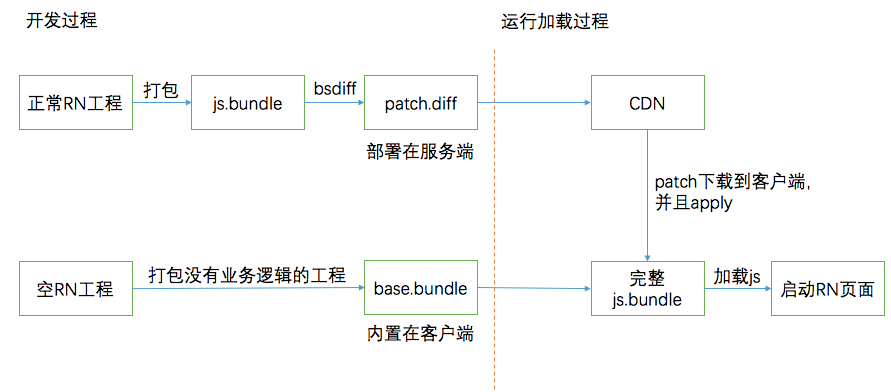 开发过程
运行加载过程
正常RN工程
打包
js.bundle
bsdiff
patch.diff
CDN
部署在服务端
patch下载到客户端，
并且apply
空RN工程
打包没有业务逻辑的工程
base.bundle
完整
js.bundle
加载js
启动RN页面
内置在客户端